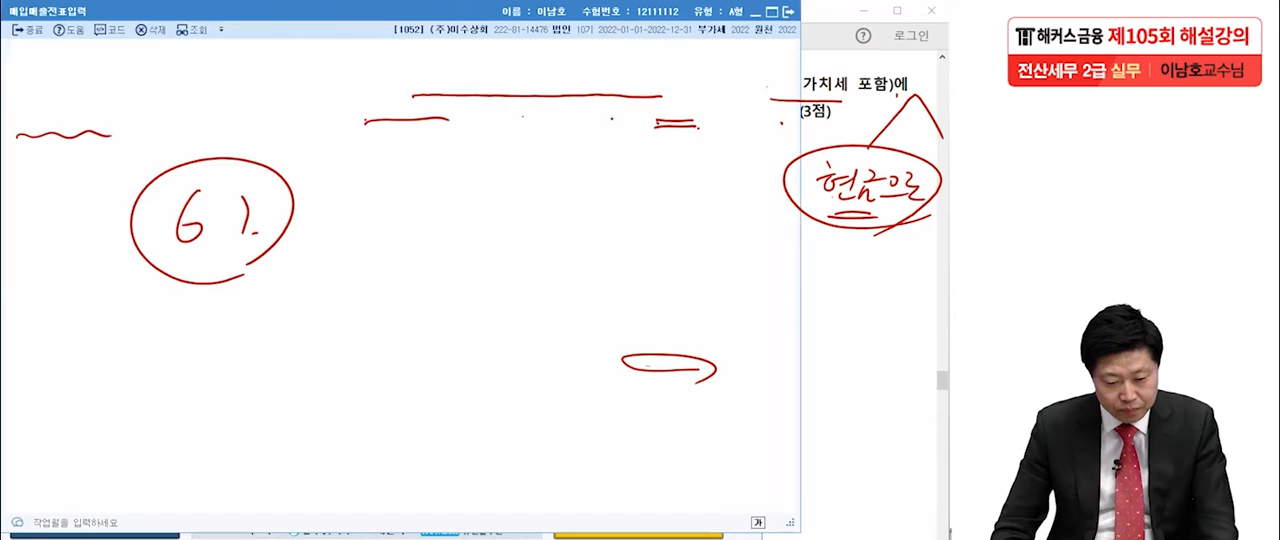 매입매출전표입력 이름 : 이남호 수험번호 : 12111112 유형 : A형
종료 도움 코드 삭제 조회 [1052] (주)미수상회 222-81-14476 법인 10기 2022-01-01~2022-12-31 부가세 2022 원천 2022
로그인
해커스금융 제105회 해설강의
전산세무 2급 실무 이남호교수님
가치세 포함)에
(3점)
현금으로
6 1.
작업월을 입력하세요
가